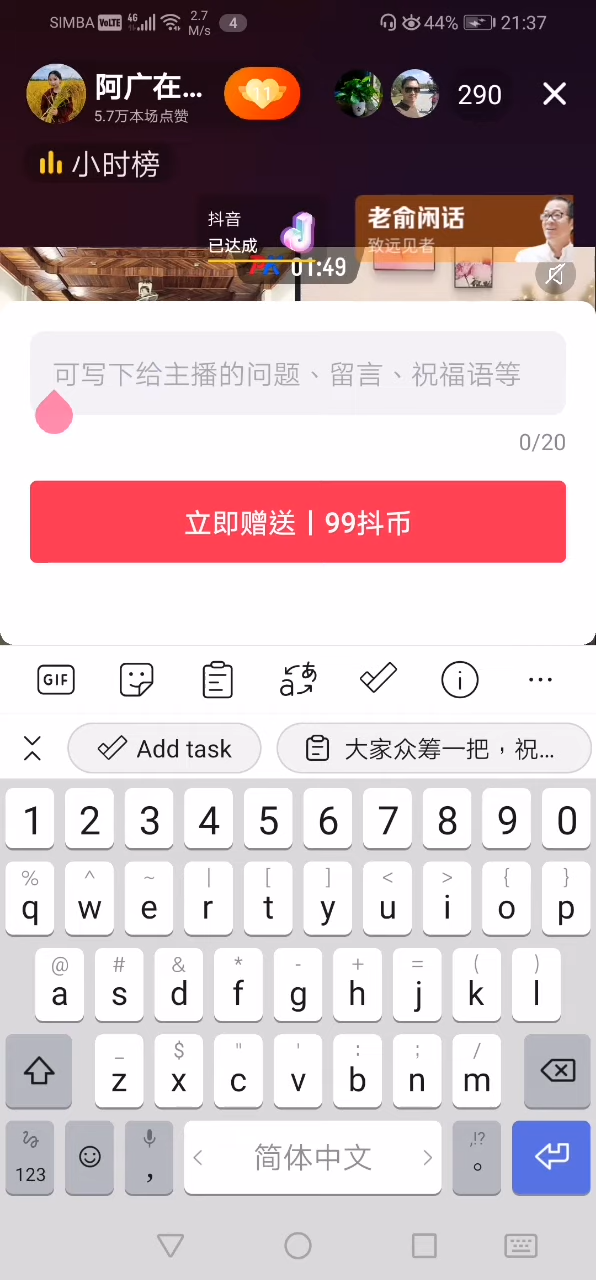 SIMBA VoLTE 4G 2.7 M/s 4 44% 21:37
阿广在...
5.7万本场点赞
11
290
小时榜
抖音
已达成
老俞闲话
致远见者
PK 01:49
可写下给主播的问题、留言、祝福语等
0/20
立即赠送 | 99抖币
GIF
Add task
大家众筹一把，祝...
1 2 3 4 5 6 7 8 9 0
% ^ ~ | [ ] < > { }
q w e r t y u i o p
@ # & * - + = ( )
a s d f g h j k l
_ $ " ' : ; /
z x c v b n m
,!?
123 , 简体中文 。